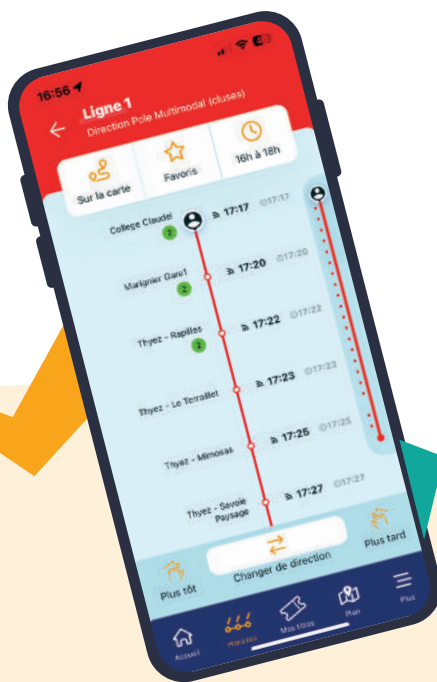 16:56
Ligne 1
Direction Pole Multimodal (cluses)
Sur la carte
Favoris
16h à 18h
College Claudel
2
17:17
17:17
Marignier Gare1
2
17:20
17:20
Thyez - Rapilles
2
17:22
17:22
Thyez - Le Terraillet
17:23
17:23
Thyez - Mimosas
17:25
17:25
Thyez - Savoie
Paysage
17:27
17:27
Plus tôt
Changer de direction
Plus tard
Accueil
Horaires
Mes titres
Plan
Plus